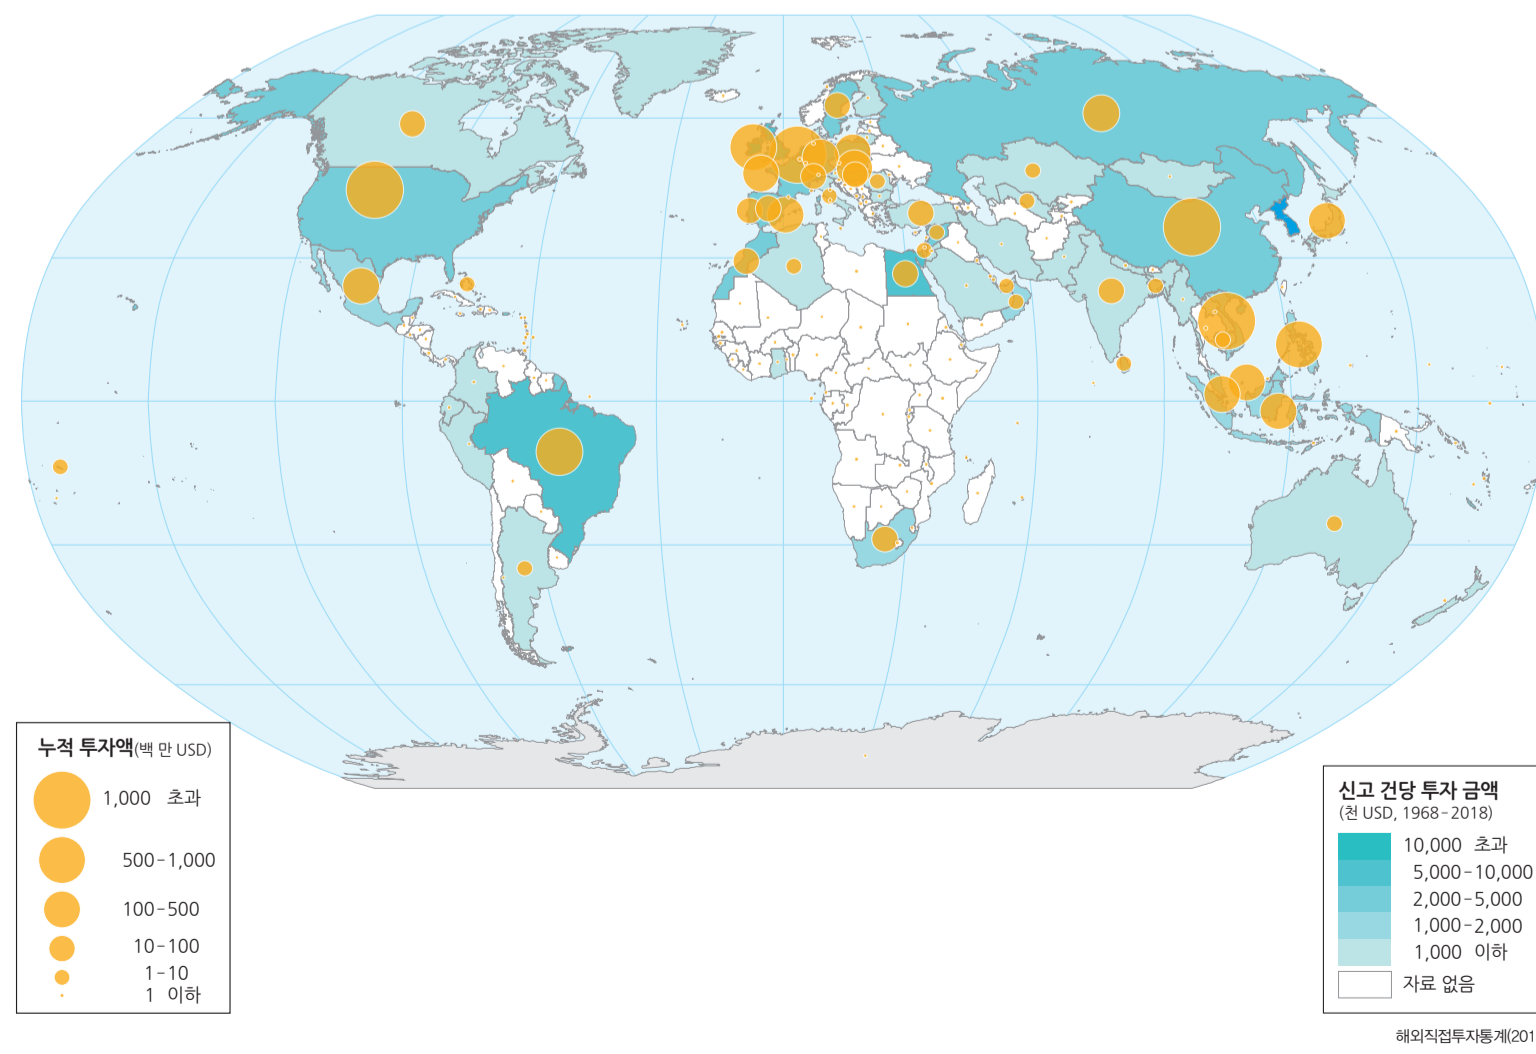 누적 투자액(백 만 USD)
1,000 초과
500-1,000
100-500
10-100
1-10
1 이하
신고 건당 투자 금액
(천 USD, 1968-2018)
10,000 초과
5,000-10,000
2,000-5,000
1,000-2,000
1,000 이하
자료 없음
해외직접투자통계(201